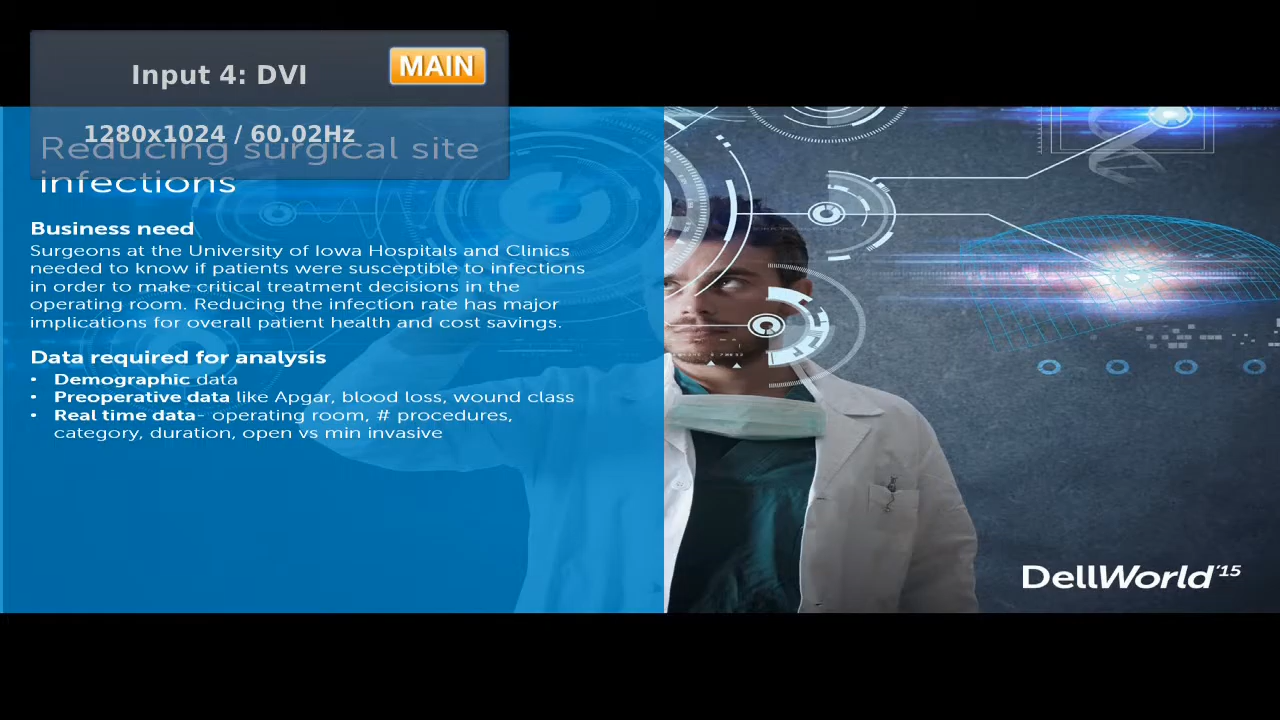 Input 4: DVI
MAIN
1280x1024 / 60.02Hz
Reducing surgical site
infections
Business need
Surgeons at the University of Iowa Hospitals and Clinics
needed to know if patients were susceptible to infections
in order to make critical treatment decisions in the
operating room. Reducing the infection rate has major
implications for overall patient health and cost savings.
Data required for analysis
• Demographic data
• Preoperative data like Apgar, blood loss, wound class
• Real time data- operating room, # procedures,
category, duration, open vs min invasive
DellWorld'15